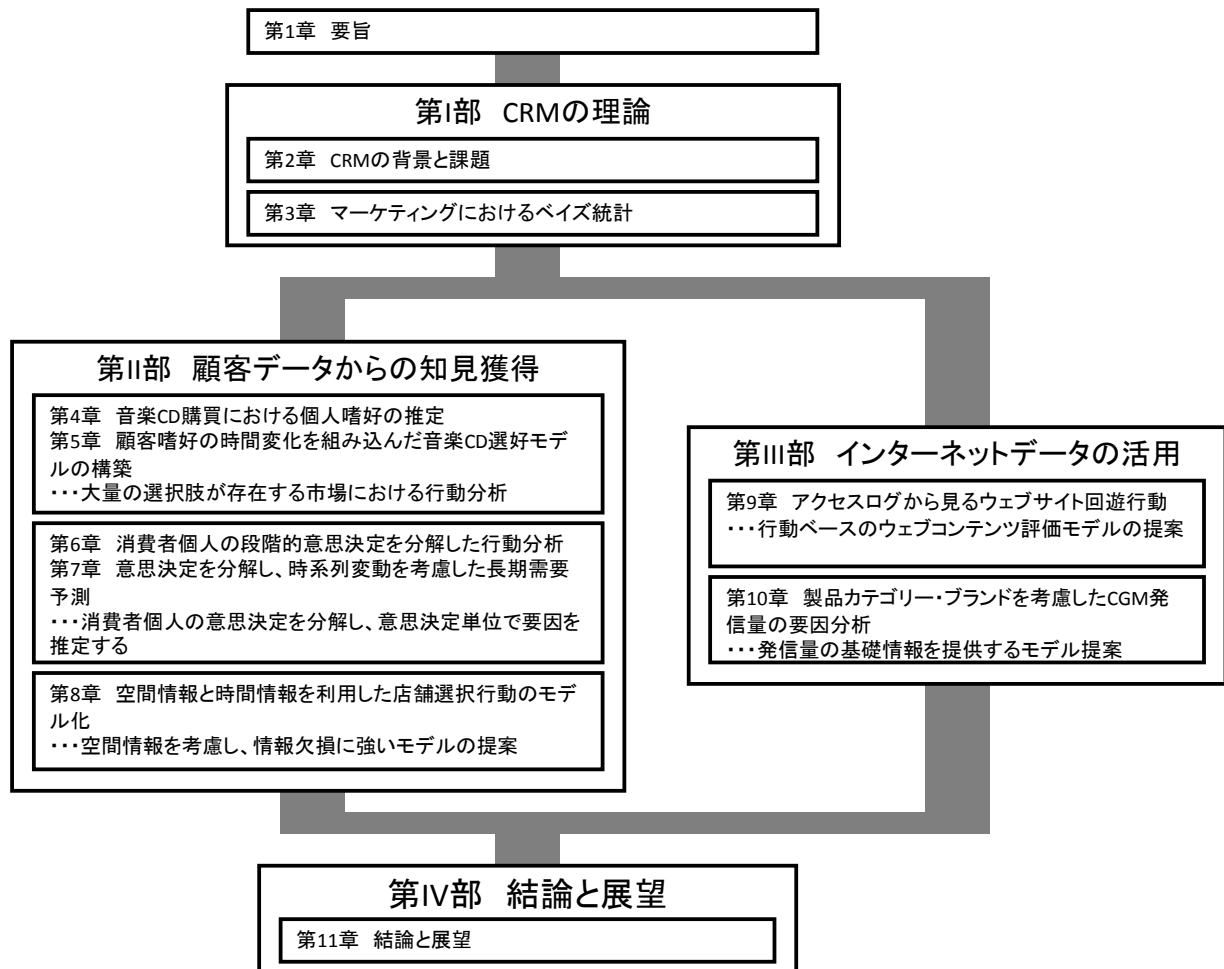 第1章 要旨
第I部 CRMの理論
第2章 CRMの背景と課題
第3章 マーケティングにおけるベイズ統計
第II部 顧客データからの知見獲得
第4章 音楽CD購買における個人嗜好の推定
第5章 顧客嗜好の時間変化を組み込んだ音楽CD選好モデ
ルの構築
･･･大量の選択肢が存在する市場における行動分析
第6章 消費者個人の段階的意思決定を分解した行動分析
第7章 意思決定を分解し、時系列変動を考慮した長期需要
予測
･･･消費者個人の意思決定を分解し、意思決定単位で要因を
推定する
第8章 空間情報と時間情報を利用した店舗選択行動のモデ
ル化
･･･空間情報を考慮し、情報欠損に強いモデルの提案
第III部 インターネットデータの活用
第9章 アクセスログから見るウェブサイト回遊行動
･･･行動ベースのウェブコンテンツ評価モデルの提案
第10章 製品カテゴリー・ブランドを考慮したCGM発
信量の要因分析
･･･発信量の基礎情報を提供するモデル提案
第IV部 結論と展望
第11章 結論と展望